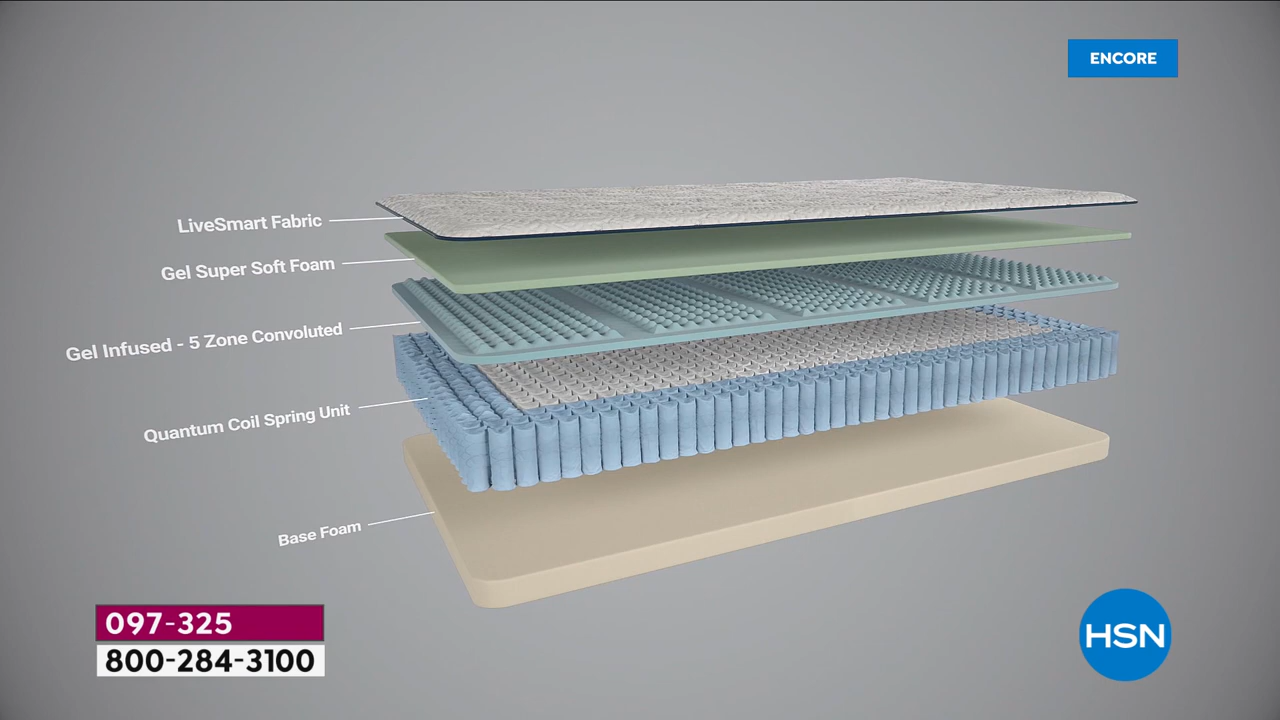 ENCORE
LiveSmart Fabric
Gel Super Soft Foam
Gel Infused - 5 Zone Convoluted
Quantum Coil Spring Unit
Base Foam
097-325
800-284-3100
HSN